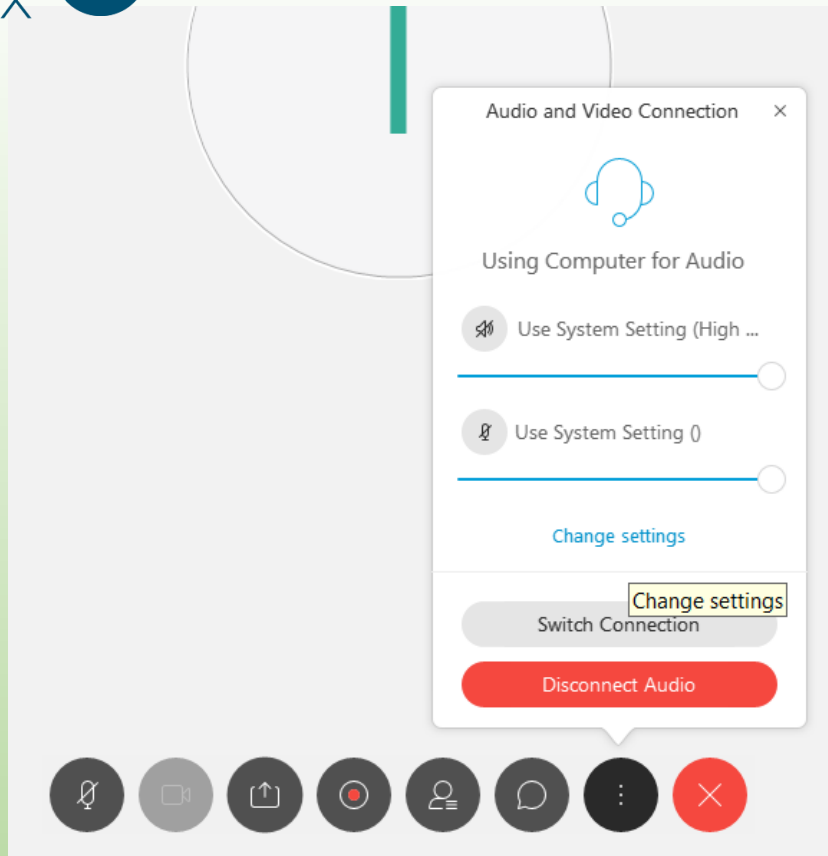 Audio and Video Connection
Using Computer for Audio
Use System Setting (High ...
Use System Setting ()
Change settings
Change settings
Switch Connection
Disconnect Audio